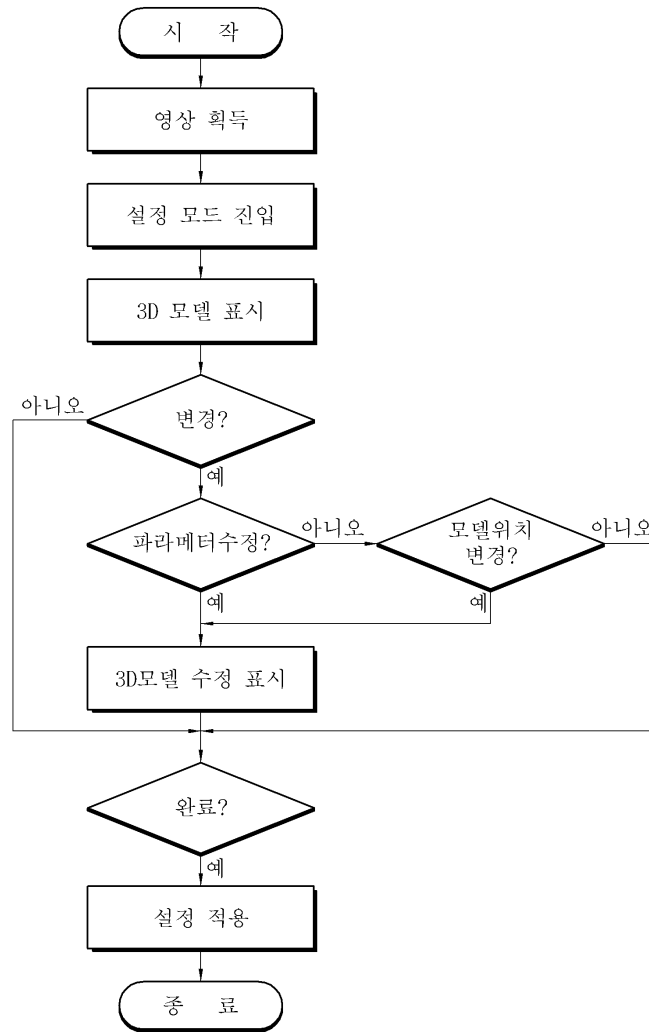 시 작
영상 획득
설정 모드 진입
3D 모델 표시
아니오
변경?
예
파라메터수정?
아니오
모델위치
변경?
아니오
예
예
3D모델 수정 표시
완료?
예
설정 적용
종 료